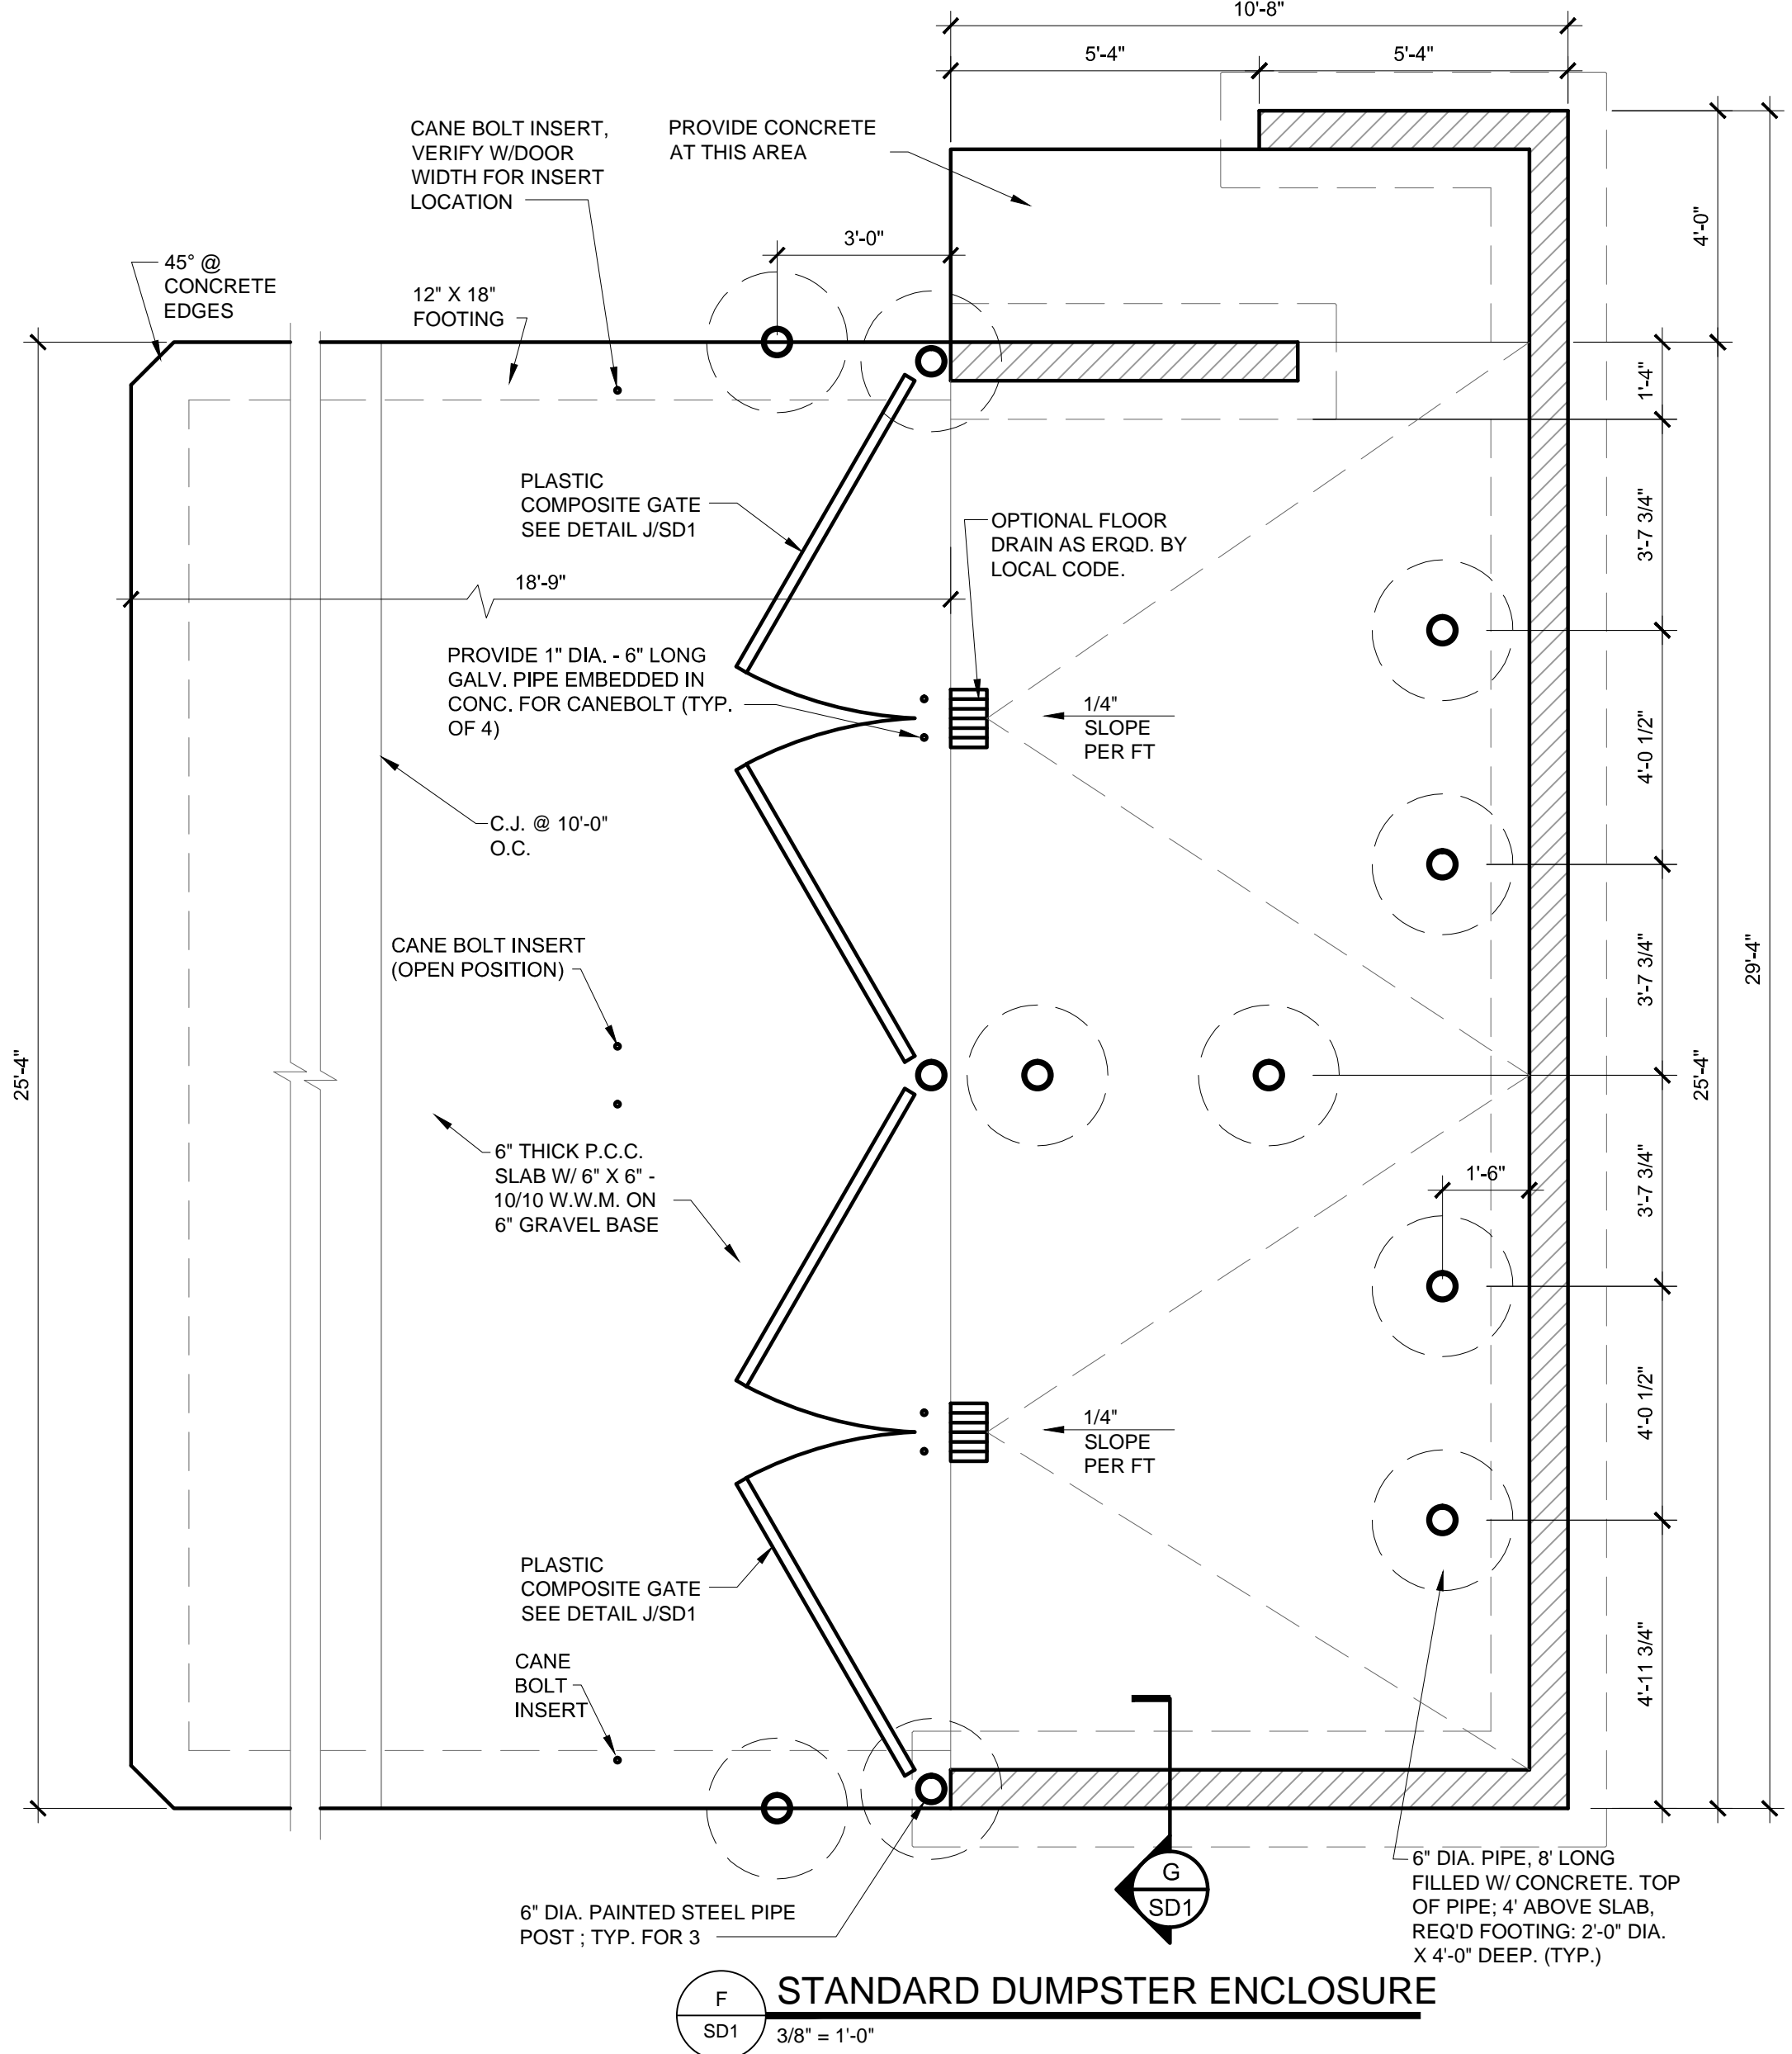 10'-8"
5'-4"
5'-4"
CANE BOLT INSERT,
VERIFY W/DOOR
WIDTH FOR INSERT
LOCATION
PROVIDE CONCRETE
AT THIS AREA
3'-0"
4'-0"
45° @
CONCRETE
EDGES
12" X 18"
FOOTING
1'-4"
PLASTIC
COMPOSITE GATE
SEE DETAIL J/SD1
OPTIONAL FLOOR
DRAIN AS ERQD. BY
LOCAL CODE.
3'-7 3/4"
18'-9"
PROVIDE 1" DIA. - 6" LONG
GALV. PIPE EMBEDDED IN
CONC. FOR CANEBOLT (TYP.
OF 4)
1/4"
SLOPE
PER FT
4'-0 1/2"
C.J. @ 10'-0"
O.C.
CANE BOLT INSERT
(OPEN POSITION)
3'-7 3/4"
29'-4"
25'-4"
25'-4"
6" THICK P.C.C.
SLAB W/ 6" X 6" -
10/10 W.W.M. ON
6" GRAVEL BASE
1'-6"
3'-7 3/4"
1/4"
SLOPE
PER FT
4'-0 1/2"
PLASTIC
COMPOSITE GATE
SEE DETAIL J/SD1
CANE
BOLT
INSERT
4'-11 3/4"
G
SD1
6" DIA. PIPE, 8' LONG
FILLED W/ CONCRETE. TOP
OF PIPE; 4' ABOVE SLAB,
REQ'D FOOTING: 2'-0" DIA.
X 4'-0" DEEP. (TYP.)
6" DIA. PAINTED STEEL PIPE
POST ; TYP. FOR 3
F
SD1
STANDARD DUMPSTER ENCLOSURE
3/8" = 1'-0"